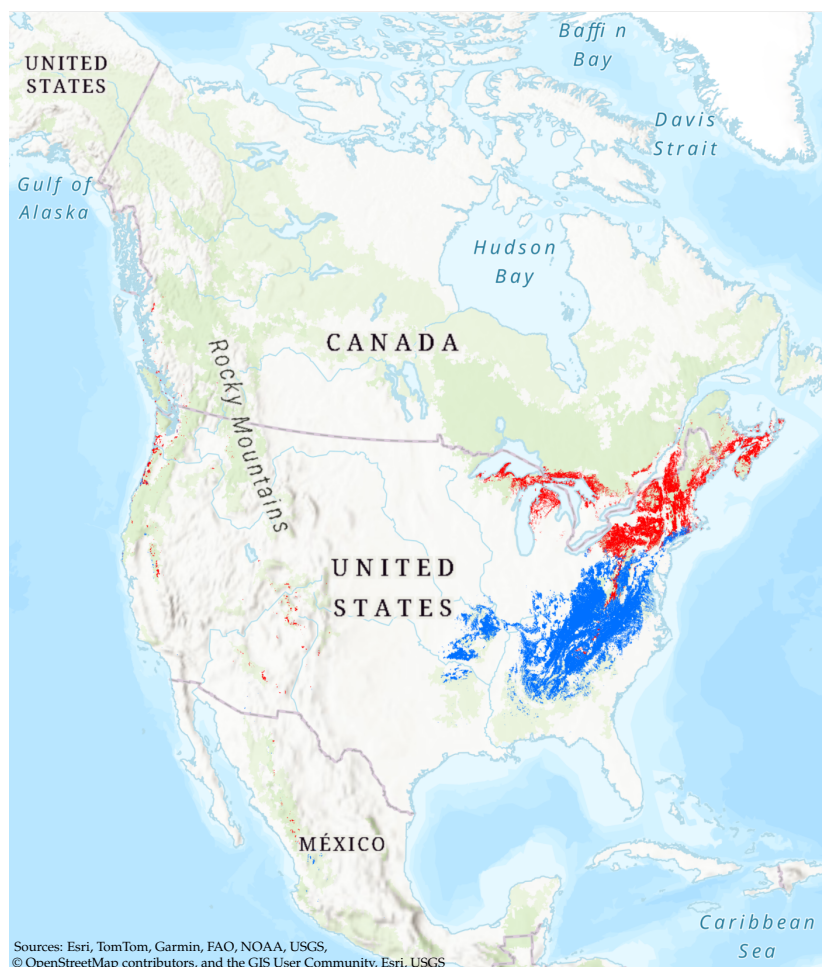 Baffin
Bay
UNITED
STATES
Davis
Strait
Gulf of
Alaska
Hudson
Bay
CANADA
Rocky Mountains
UNITED
STATES
MÉXICO
Caribbean
Sea
Sources: Esri, TomTom, Garmin, FAO, NOAA, USGS,
© OpenStreetMap contributors, and the GIS User Community, Esri, USGS